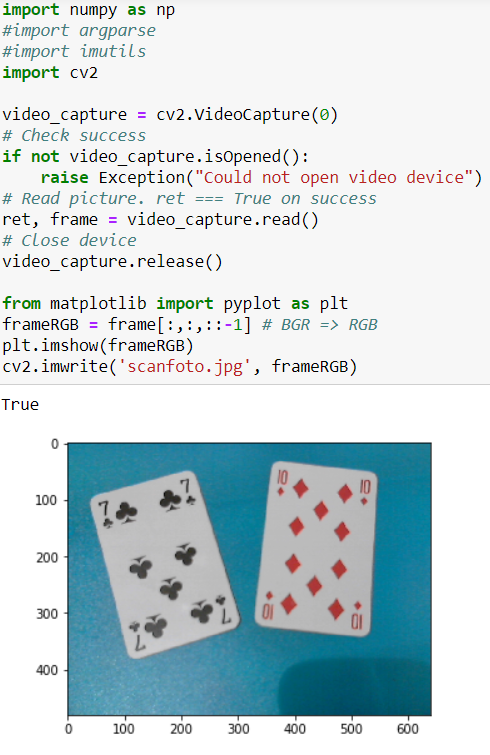 import numpy as np
#import argparse
#import imutils
import cv2
video_capture = cv2.VideoCapture(0)
# Check success
if not video_capture.isOpened():
    raise Exception("Could not open video device")
# Read picture. ret === True on success
ret, frame = video_capture.read()
# Close device
video_capture.release()
from matplotlib import pyplot as plt
frameRGB = frame[:,:,::-1] # BGR => RGB
plt.imshow(frameRGB)
cv2.imwrite('scanfoto.jpg', frameRGB)
True
0
100
200
300
400
7 7
7 7
10 10
10 10
0 100 200 300 400 500 600